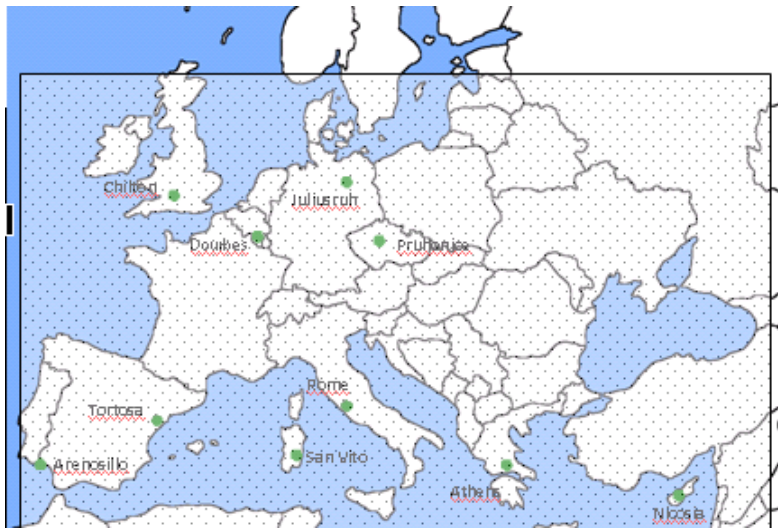 Chilton
Juliusruh
Dourbes
Pruhonice
Rome
Tortosa
Arenosillo
San Vito
Athens
Nicosia